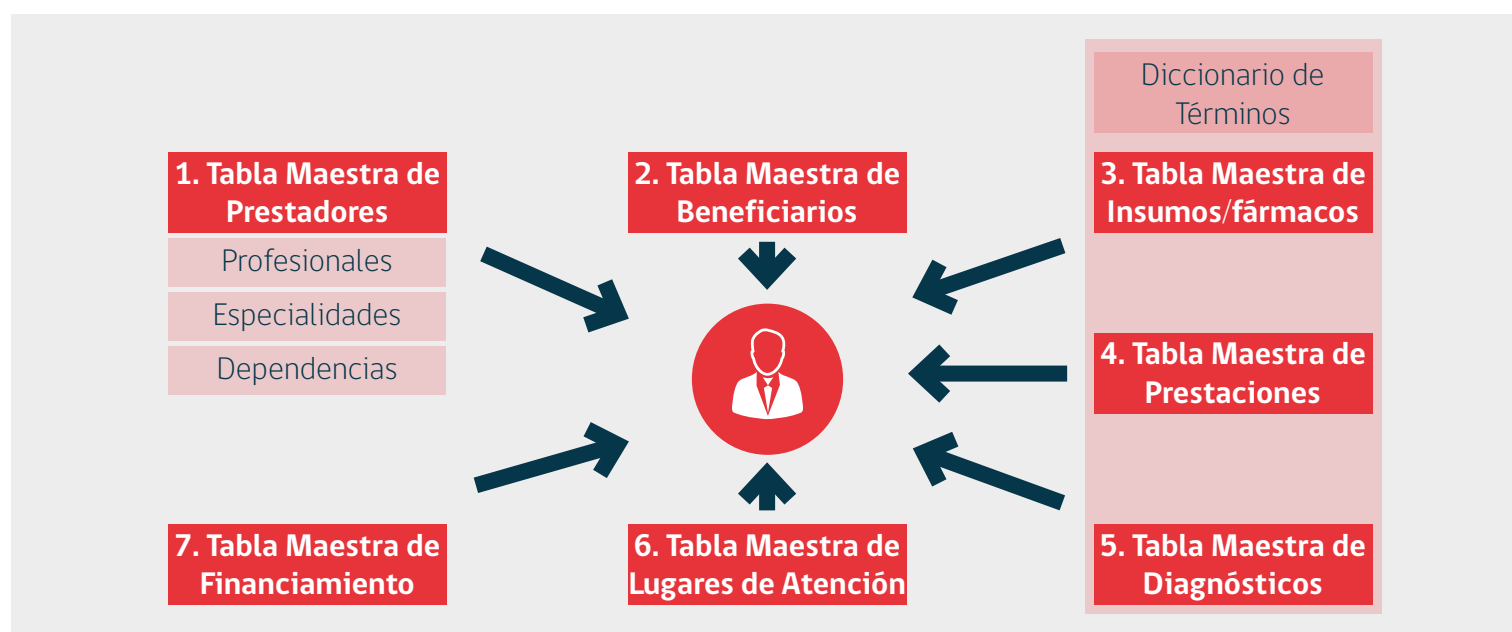 Diccionario de
Términos
1. Tabla Maestra de
Prestadores
Profesionales
Especialidades
Dependencias
2. Tabla Maestra de
Beneficiarios
3. Tabla Maestra de
Insumos/fármacos
4. Tabla Maestra de
Prestaciones
7. Tabla Maestra de
Financiamiento
6. Tabla Maestra de
Lugares de Atención
5. Tabla Maestra de
Diagnósticos